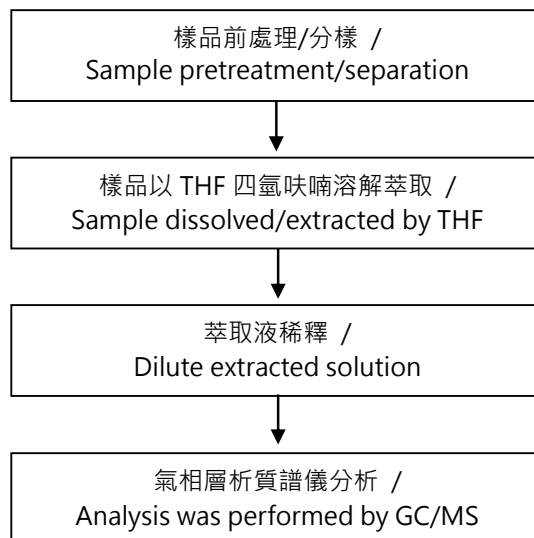 樣品前處理/分樣 /
Sample pretreatment/separation
樣品以 THF 四氫呋喃溶解萃取 /
Sample dissolved/extracted by THF
萃取液稀釋 /
Dilute extracted solution
氣相層析質譜儀分析 /
Analysis was performed by GC/MS